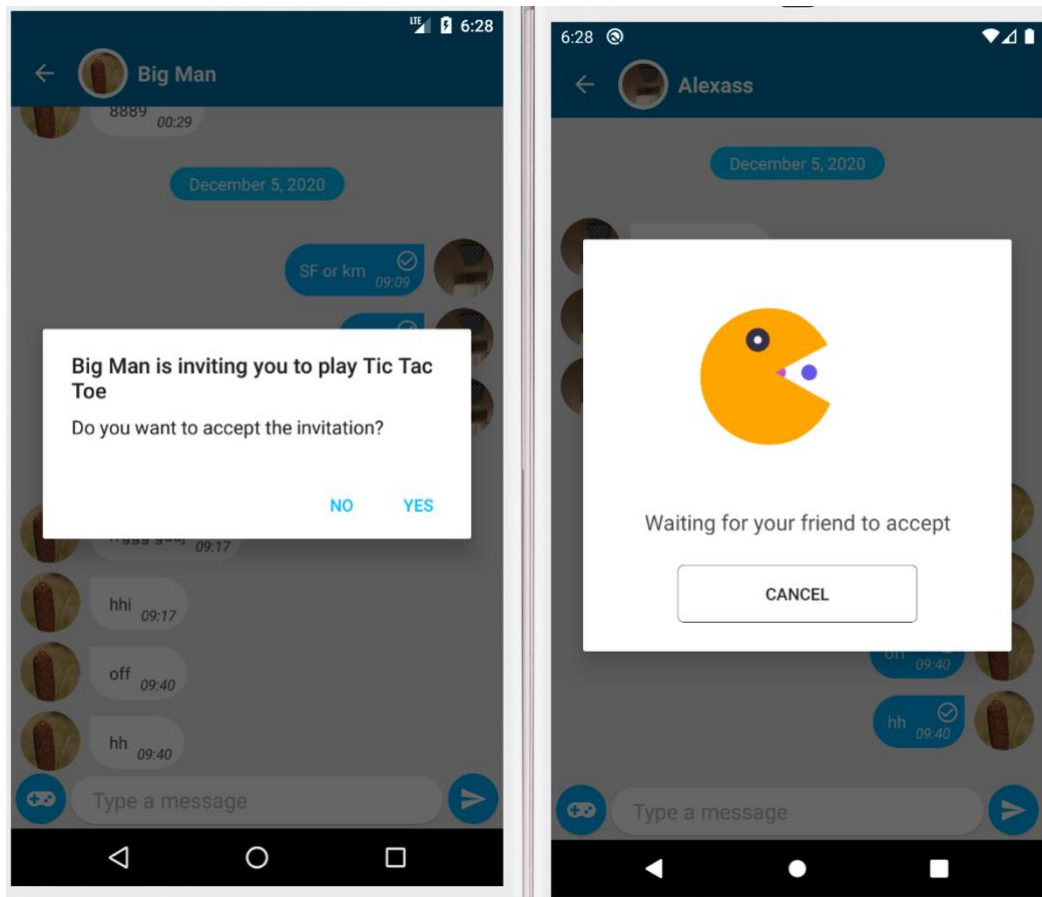 LTE 6:28
Big Man
8889 00:29
December 5, 2020
SF or km 09:09
Big Man is inviting you to play Tic Tac
Toe
Do you want to accept the invitation?
NO YES
09:17
hhi 09:17
off 09:40
hh 09:40
Type a message
6:28
Alexass
December 5, 2020
Waiting for your friend to accept
CANCEL
off 09:40
hh 09:40
Type a message